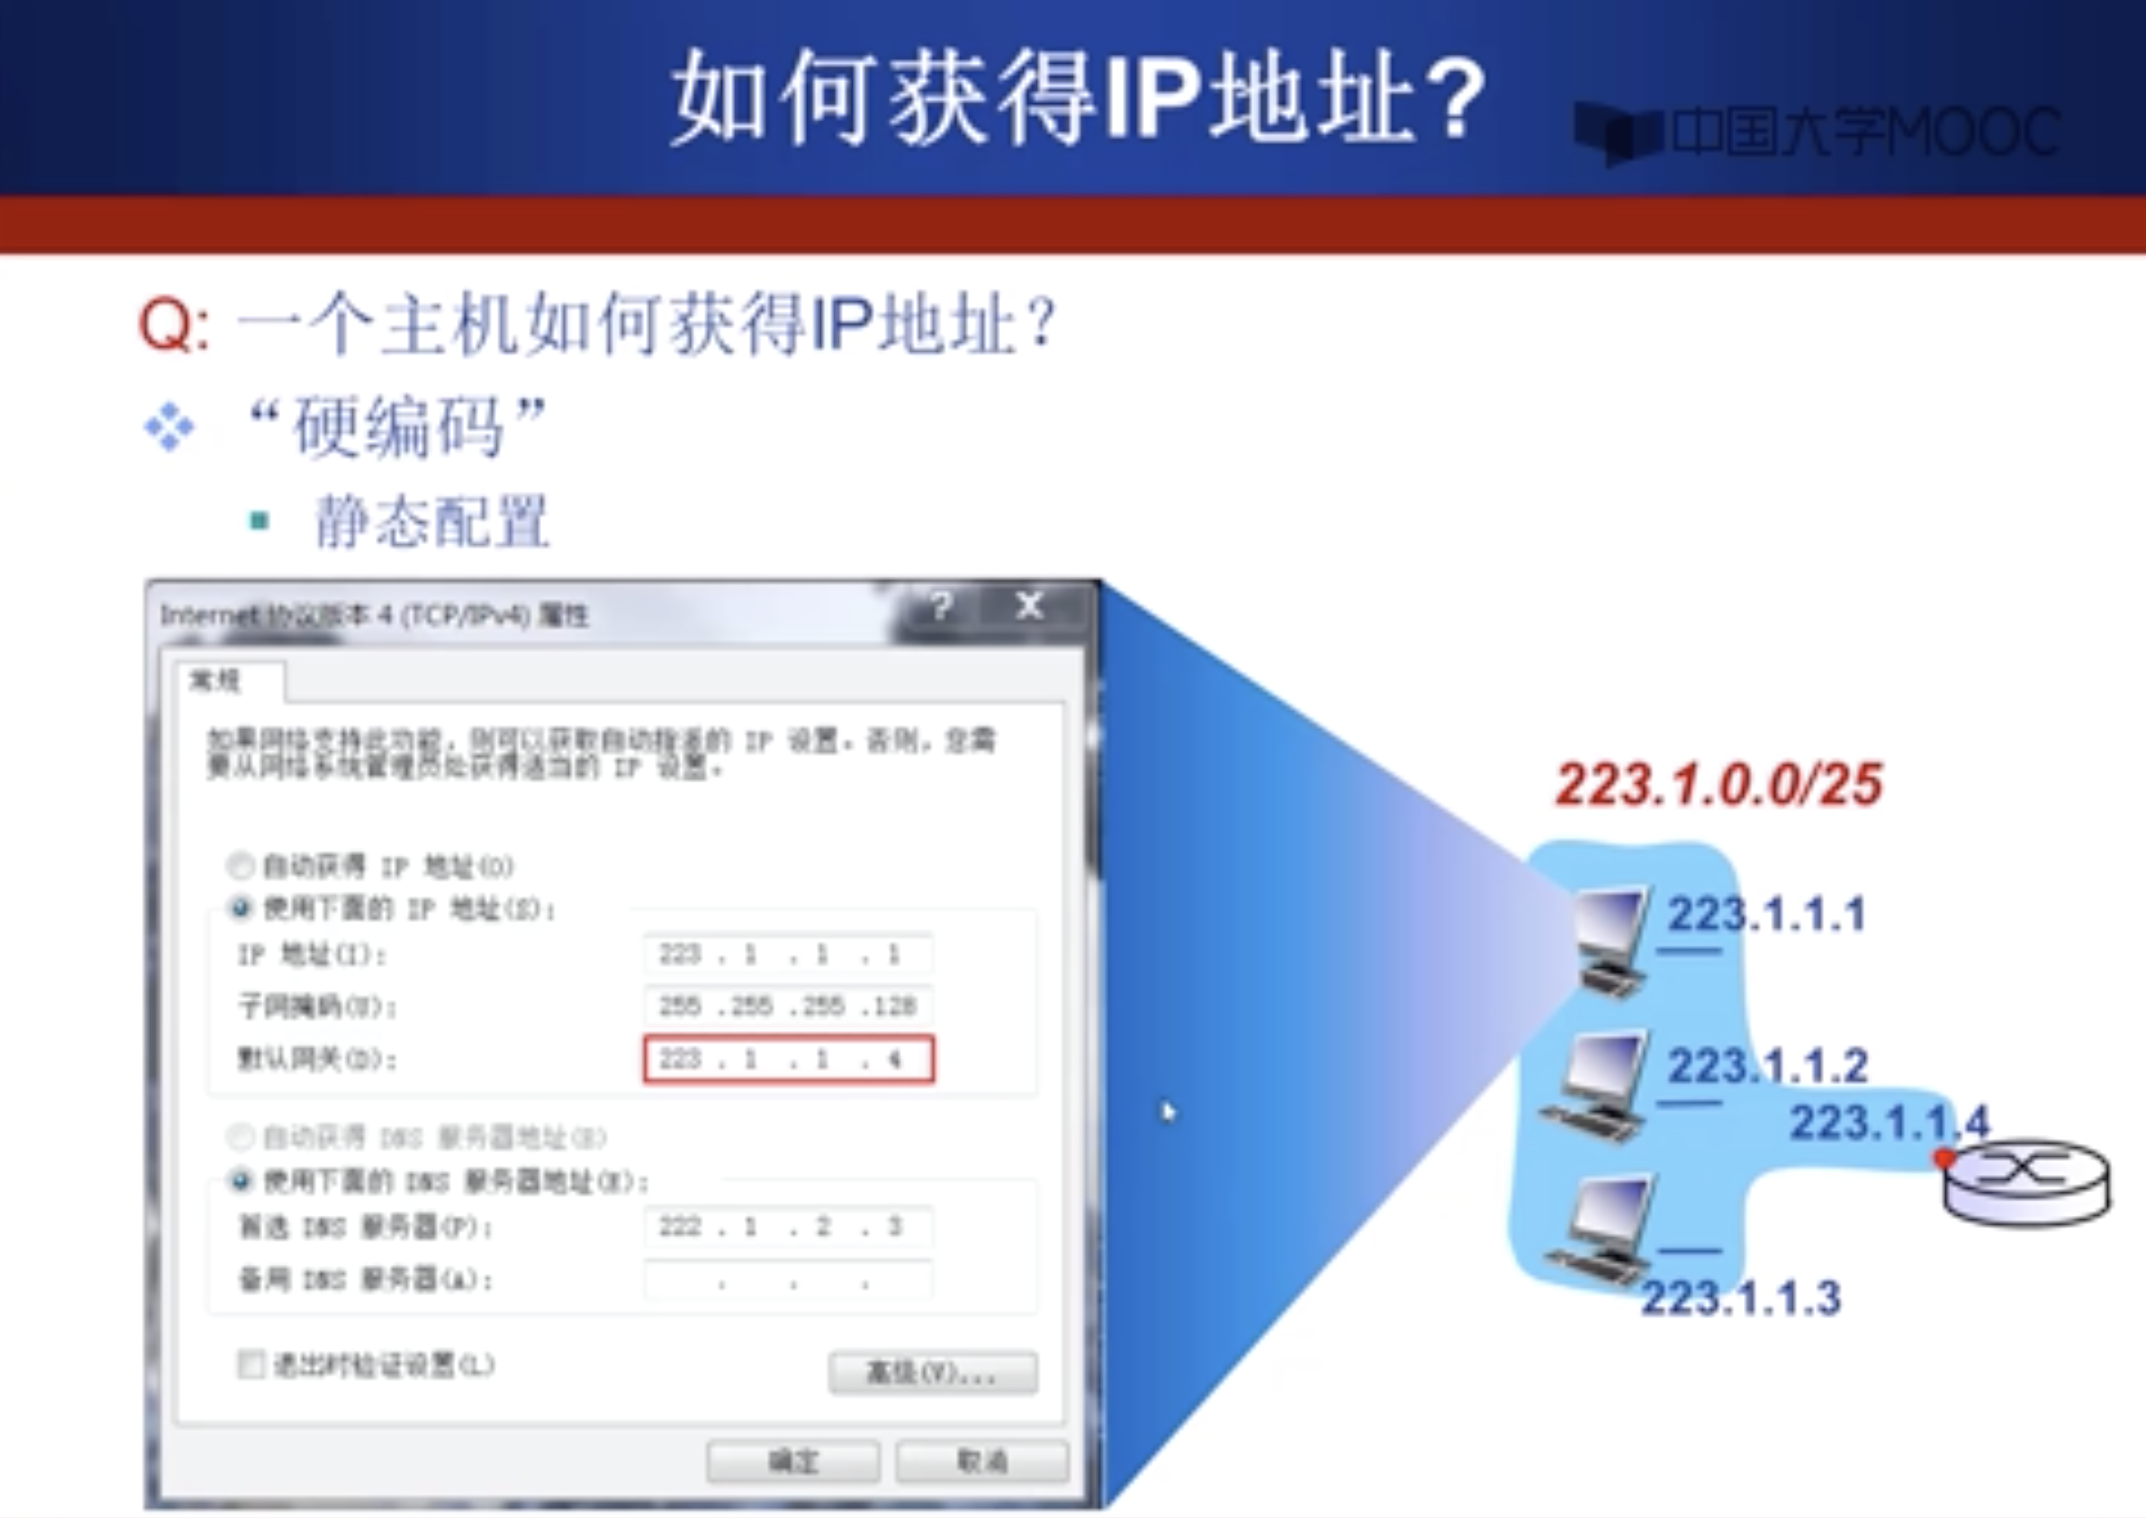 如何获得IP地址?
中国大学MOOC
Q: 一个主机如何获得IP地址?
“硬编码”
静态配置
Internet 协议版本 4 (TCP/IPv4) 属性
? X
常规
如果网络支持此功能，则可以获取自动指派的 IP 设置。否则，您需
要从网络系统管理员处获得适当的 IP 设置。
自动获得 IP 地址(O)
使用下面的 IP 地址(S):
IP 地址(I): 223 . 1 . 1 . 1
子网掩码(U): 255 .255 .255 .128
默认网关(D): 223 . 1 . 1 . 4
自动获得 DNS 服务器地址(B)
使用下面的 DNS 服务器地址(E):
首选 DNS 服务器(P): 222 . 1 . 2 . 3
备用 DNS 服务器(A): . . .
退出时验证设置(L)
高级(V)...
确定
取消
223.1.0.0/25
223.1.1.1
223.1.1.2
223.1.1.4
223.1.1.3